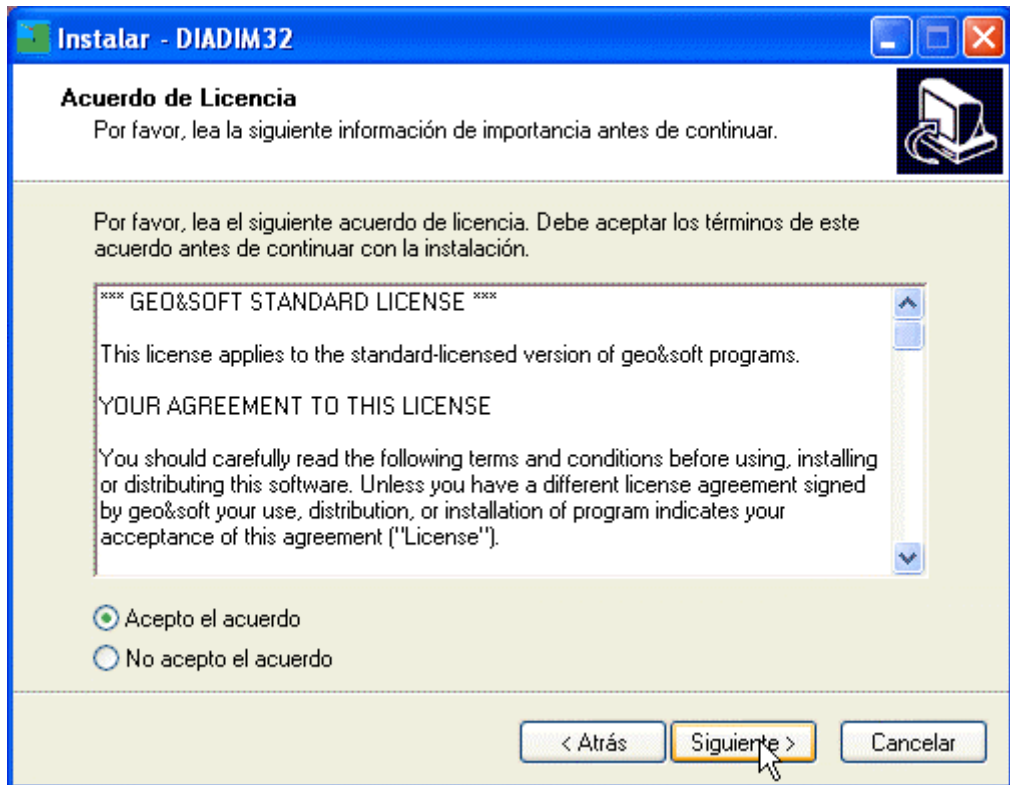 Instalar - DIADIM32
Acuerdo de Licencia
Por favor, lea la siguiente información de importancia antes de continuar.
Por favor, lea el siguiente acuerdo de licencia. Debe aceptar los términos de este
acuerdo antes de continuar con la instalación.
*** GEO&SOFT STANDARD LICENSE ***
This license applies to the standard-licensed version of geo&soft programs.
YOUR AGREEMENT TO THIS LICENSE
You should carefully read the following terms and conditions before using, installing
or distributing this software. Unless you have a different license agreement signed
by geo&soft your use, distribution, or installation of program indicates your
acceptance of this agreement ("License").
Acepto el acuerdo
No acepto el acuerdo
< Atrás
Siguiente >
Cancelar